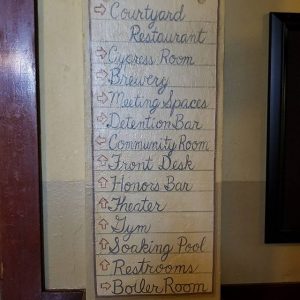 Courtyard
Restaurant
Cypress Room
Brewery
Meeting Spaces
Detention Bar
Community Room
Front Desk
Honors Bar
Theater
Gym
Soaking Pool
Restrooms
Boiler Room